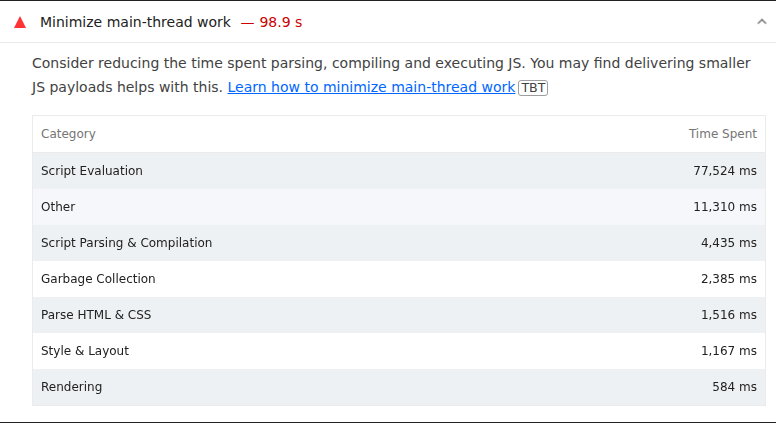 Minimize main-thread work — 98.9 s
Consider reducing the time spent parsing, compiling and executing JS. You may find delivering smaller
JS payloads helps with this. Learn how to minimize main-thread work TBT
Category Time Spent
Script Evaluation 77,524 ms
Other 11,310 ms
Script Parsing & Compilation 4,435 ms
Garbage Collection 2,385 ms
Parse HTML & CSS 1,516 ms
Style & Layout 1,167 ms
Rendering 584 ms